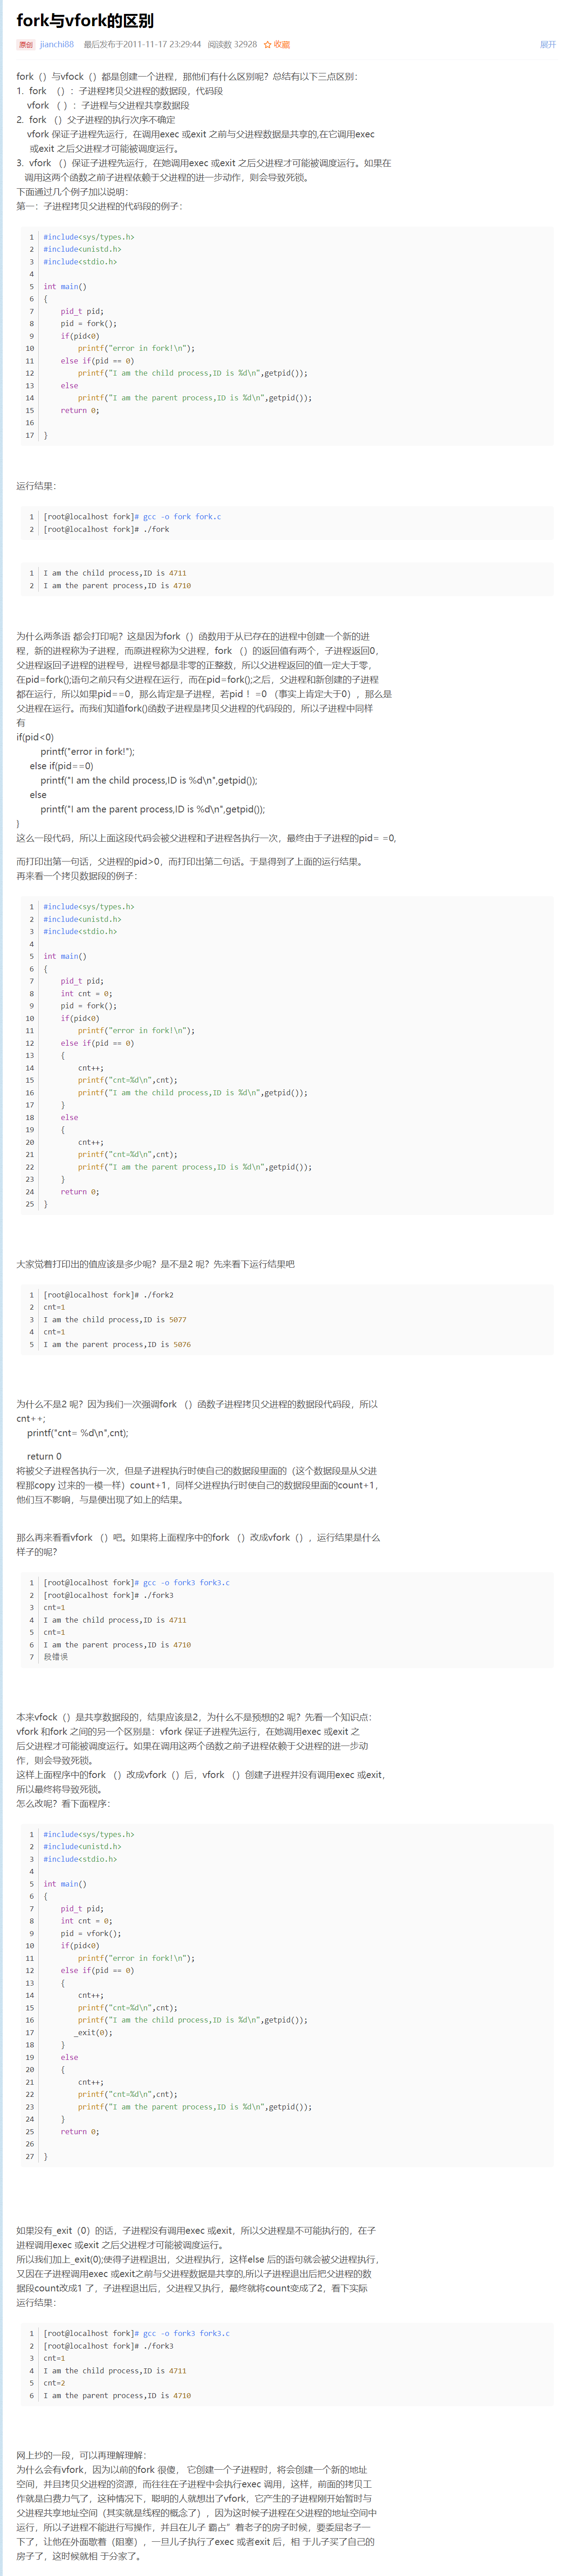 fork与vfork的区别
原创 jianchi88 最后发布于2011-11-17 23:29:44 阅读数 32928 ☆ 收藏 展开
fork（）与vfock（）都是创建一个进程，那他们有什么区别呢？总结有以下三点区别：
1. fork （）：子进程拷贝父进程的数据段，代码段
vfork （ ）：子进程与父进程共享数据段
2. fork （）父子进程的执行次序不确定
vfork 保证子进程先运行，在调用exec 或exit 之前与父进程数据是共享的,在它调用exec
或exit 之后父进程才可能被调度运行。
3. vfork （）保证子进程先运行，在她调用exec 或exit 之后父进程才可能被调度运行。如果在
调用这两个函数之前子进程依赖于父进程的进一步动作，则会导致死锁。
下面通过几个例子加以说明：
第一：子进程拷贝父进程的代码段的例子：
1 #include<sys/types.h>
2 #include<unistd.h>
3 #include<stdio.h>
4
5 int main()
6 {
7 pid_t pid;
8 pid = fork();
9 if(pid<0)
10 printf("error in fork!\n");
11 else if(pid == 0)
12 printf("I am the child process,ID is %d\n",getpid());
13 else
14 printf("I am the parent process,ID is %d\n",getpid());
15 return 0;
16
17 }
运行结果：
1 [root@localhost fork]# gcc -o fork fork.c
2 [root@localhost fork]# ./fork
1 I am the child process,ID is 4711
2 I am the parent process,ID is 4710
为什么两条语 都会打印呢？这是因为fork（）函数用于从已存在的进程中创建一个新的进
程，新的进程称为子进程，而原进程称为父进程，fork （）的返回值有两个，子进程返回0，
父进程返回子进程的进程号，进程号都是非零的正整数，所以父进程返回的值一定大于零，
在pid=fork();语句之前只有父进程在运行，而在pid=fork();之后，父进程和新创建的子进程
都在运行，所以如果pid==0，那么肯定是子进程，若pid ！=0 （事实上肯定大于0），那么是
父进程在运行。而我们知道fork()函数子进程是拷贝父进程的代码段的，所以子进程中同样
有
if(pid<0)
printf("error in fork!");
else if(pid==0)
printf("I am the child process,ID is %d\n",getpid());
else
printf("I am the parent process,ID is %d\n",getpid());
}
这么一段代码，所以上面这段代码会被父进程和子进程各执行一次，最终由于子进程的pid= =0,
而打印出第一句话，父进程的pid>0，而打印出第二句话。于是得到了上面的运行结果。
再来看一个拷贝数据段的例子：
1 #include<sys/types.h>
2 #include<unistd.h>
3 #include<stdio.h>
4
5 int main()
6 {
7 pid_t pid;
8 int cnt = 0;
9 pid = fork();
10 if(pid<0)
11 printf("error in fork!\n");
12 else if(pid == 0)
13 {
14 cnt++;
15 printf("cnt=%d\n",cnt);
16 printf("I am the child process,ID is %d\n",getpid());
17 }
18 else
19 {
20 cnt++;
21 printf("cnt=%d\n",cnt);
22 printf("I am the parent process,ID is %d\n",getpid());
23 }
24 return 0;
25 }
大家觉着打印出的值应该是多少呢？是不是2 呢？先来看下运行结果吧
1 [root@localhost fork]# ./fork2
2 cnt=1
3 I am the child process,ID is 5077
4 cnt=1
5 I am the parent process,ID is 5076
为什么不是2 呢？因为我们一次强调fork （）函数子进程拷贝父进程的数据段代码段，所以
cnt++;
printf("cnt= %d\n",cnt);
return 0
将被父子进程各执行一次，但是子进程执行时使自己的数据段里面的（这个数据段是从父进
程那copy 过来的一模一样）count+1，同样父进程执行时使自己的数据段里面的count+1，
他们互不影响，与是便出现了如上的结果。
那么再来看看vfork （）吧。如果将上面程序中的fork （）改成vfork（），运行结果是什么
样子的呢？
1 [root@localhost fork]# gcc -o fork3 fork3.c
2 [root@localhost fork]# ./fork3
3 cnt=1
4 I am the child process,ID is 4711
5 cnt=1
6 I am the parent process,ID is 4710
7 段错误
本来vfock（）是共享数据段的，结果应该是2，为什么不是预想的2 呢？先看一个知识点：
vfork 和fork 之间的另一个区别是：vfork 保证子进程先运行，在她调用exec 或exit 之
后父进程才可能被调度运行。如果在调用这两个函数之前子进程依赖于父进程的进一步动
作，则会导致死锁。
这样上面程序中的fork （）改成vfork（）后，vfork （）创建子进程并没有调用exec 或exit，
所以最终将导致死锁。
怎么改呢？看下面程序：
1 #include<sys/types.h>
2 #include<unistd.h>
3 #include<stdio.h>
4
5 int main()
6 {
7 pid_t pid;
8 int cnt = 0;
9 pid = vfork();
10 if(pid<0)
11 printf("error in fork!\n");
12 else if(pid == 0)
13 {
14 cnt++;
15 printf("cnt=%d\n",cnt);
16 printf("I am the child process,ID is %d\n",getpid());
17 _exit(0);
18 }
19 else
20 {
21 cnt++;
22 printf("cnt=%d\n",cnt);
23 printf("I am the parent process,ID is %d\n",getpid());
24 }
25 return 0;
26
27 }
如果没有_exit（0）的话，子进程没有调用exec 或exit，所以父进程是不可能执行的，在子
进程调用exec 或exit 之后父进程才可能被调度运行。
所以我们加上_exit(0);使得子进程退出，父进程执行，这样else 后的语句就会被父进程执行，
又因在子进程调用exec 或exit之前与父进程数据是共享的,所以子进程退出后把父进程的数
据段count改成1 了，子进程退出后，父进程又执行，最终就将count变成了2，看下实际
运行结果：
1 [root@localhost fork]# gcc -o fork3 fork3.c
2 [root@localhost fork]# ./fork3
3 cnt=1
4 I am the child process,ID is 4711
5 cnt=2
6 I am the parent process,ID is 4710
网上抄的一段，可以再理解理解：
为什么会有vfork，因为以前的fork 很傻， 它创建一个子进程时，将会创建一个新的地址
空间，并且拷贝父进程的资源，而往往在子进程中会执行exec 调用，这样，前面的拷贝工
作就是白费力气了，这种情况下，聪明的人就想出了vfork，它产生的子进程刚开始暂时与
父进程共享地址空间（其实就是线程的概念了），因为这时候子进程在父进程的地址空间中
运行，所以子进程不能进行写操作，并且在儿子 霸占”着老子的房子时候，要委屈老子一
下了，让他在外面歇着（阻塞），一旦儿子执行了exec 或者exit 后，相 于儿子买了自己的
房子了，这时候就相 于分家了。